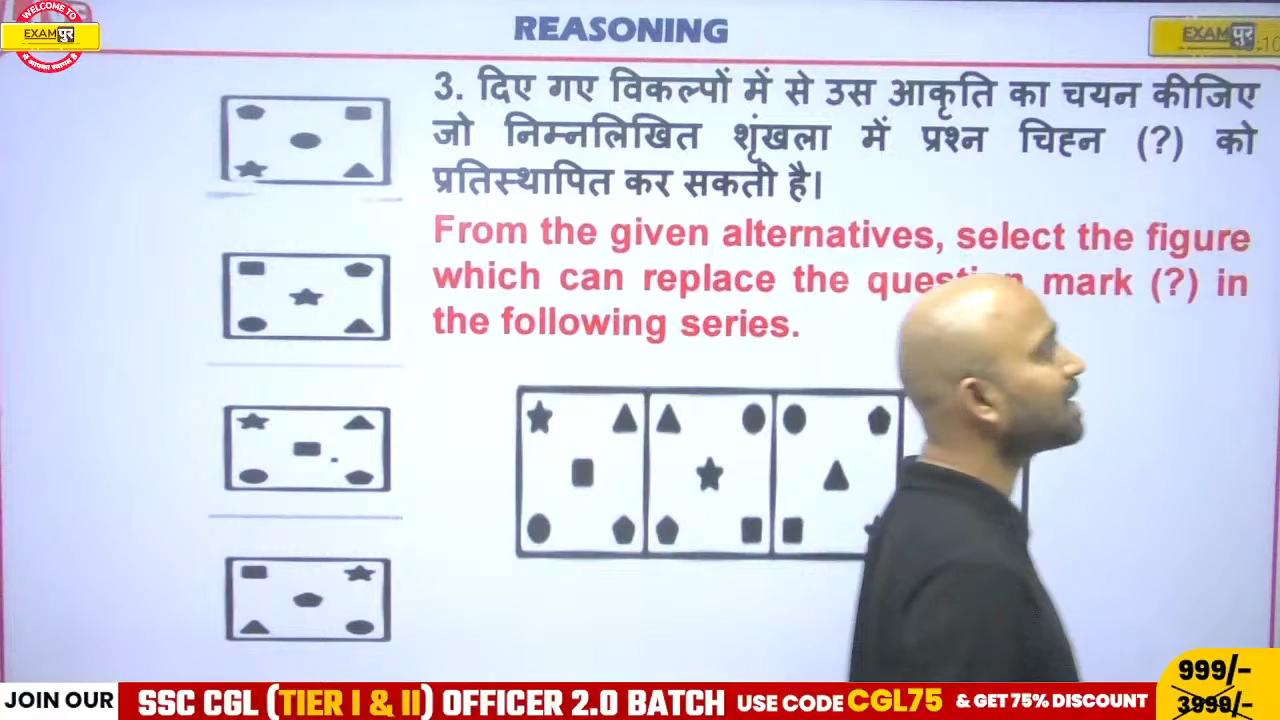 WELCOME TO
EXAMपुर
में आपका स्वागत है
REASONING
EXAMपुर
3. दिए गए विकल्पों में से उस आकृति का चयन कीजिए
जो निम्नलिखित शृंखला में प्रश्न चिह्न (?) को
प्रतिस्थापित कर सकती है।
From the given alternatives, select the figure
which can replace the mark (?) in
the following series.
JOIN OUR SSC CGL (TIER I & II) OFFICER 2.0 BATCH USE CODE CGL75 & GET 75% DISCOUNT
999/-
3999/-